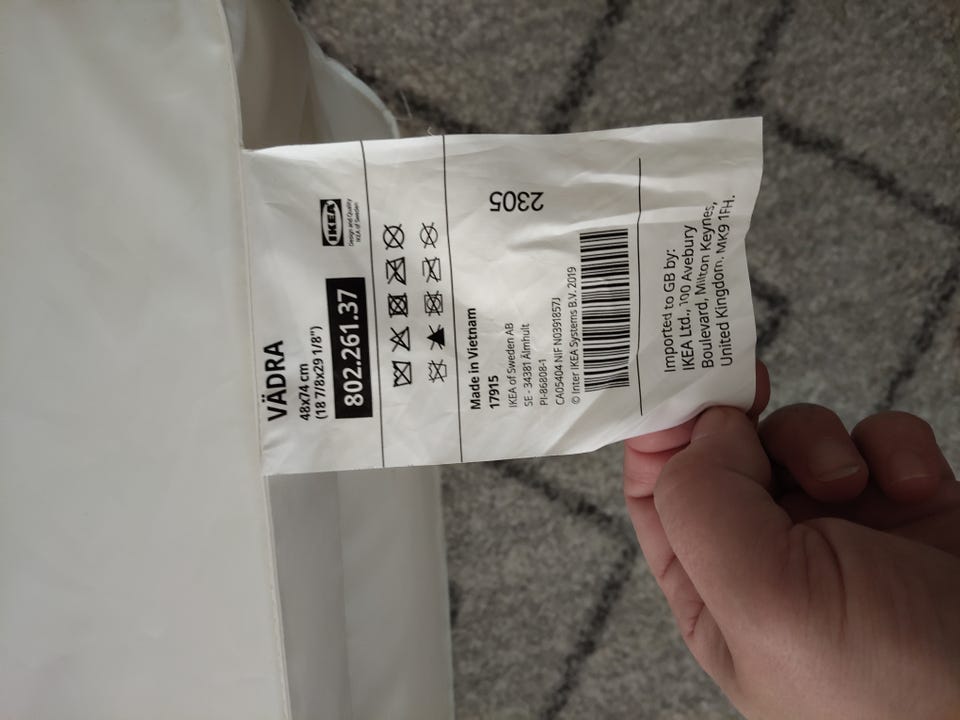 VÄDRA
48x74 cm
(18 7/8x29 1/8")
802.261.37
IKEA
Design and Quality
IKEA of Sweden
Made in Vietnam
17915
IKEA of Sweden AB
SE - 34381 Älmhult
PI-86808-1
CA05404 NIF N0391857J
© Inter IKEA Systems B.V. 2019
2305
Imported to GB by:
IKEA Ltd., 100 Avebury
Boulevard, Milton Keynes,
United Kingdom, MK9 1FH.